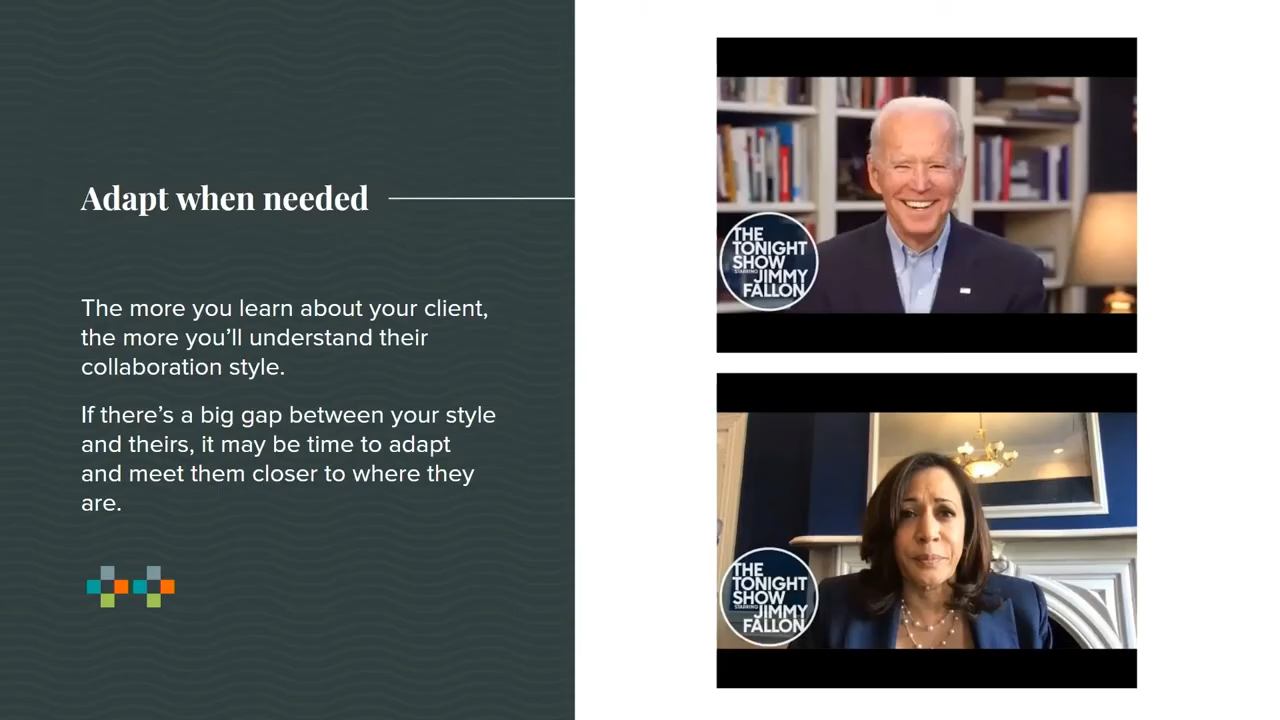 Adapt when needed
The more you learn about your client,
the more you’ll understand their
collaboration style.
If there’s a big gap between your style
and theirs, it may be time to adapt
and meet them closer to where they
are.
THE
TONIGHT
SHOW
STARRING
JIMMY
FALLON
THE
TONIGHT
SHOW
STARRING
JIMMY
FALLON